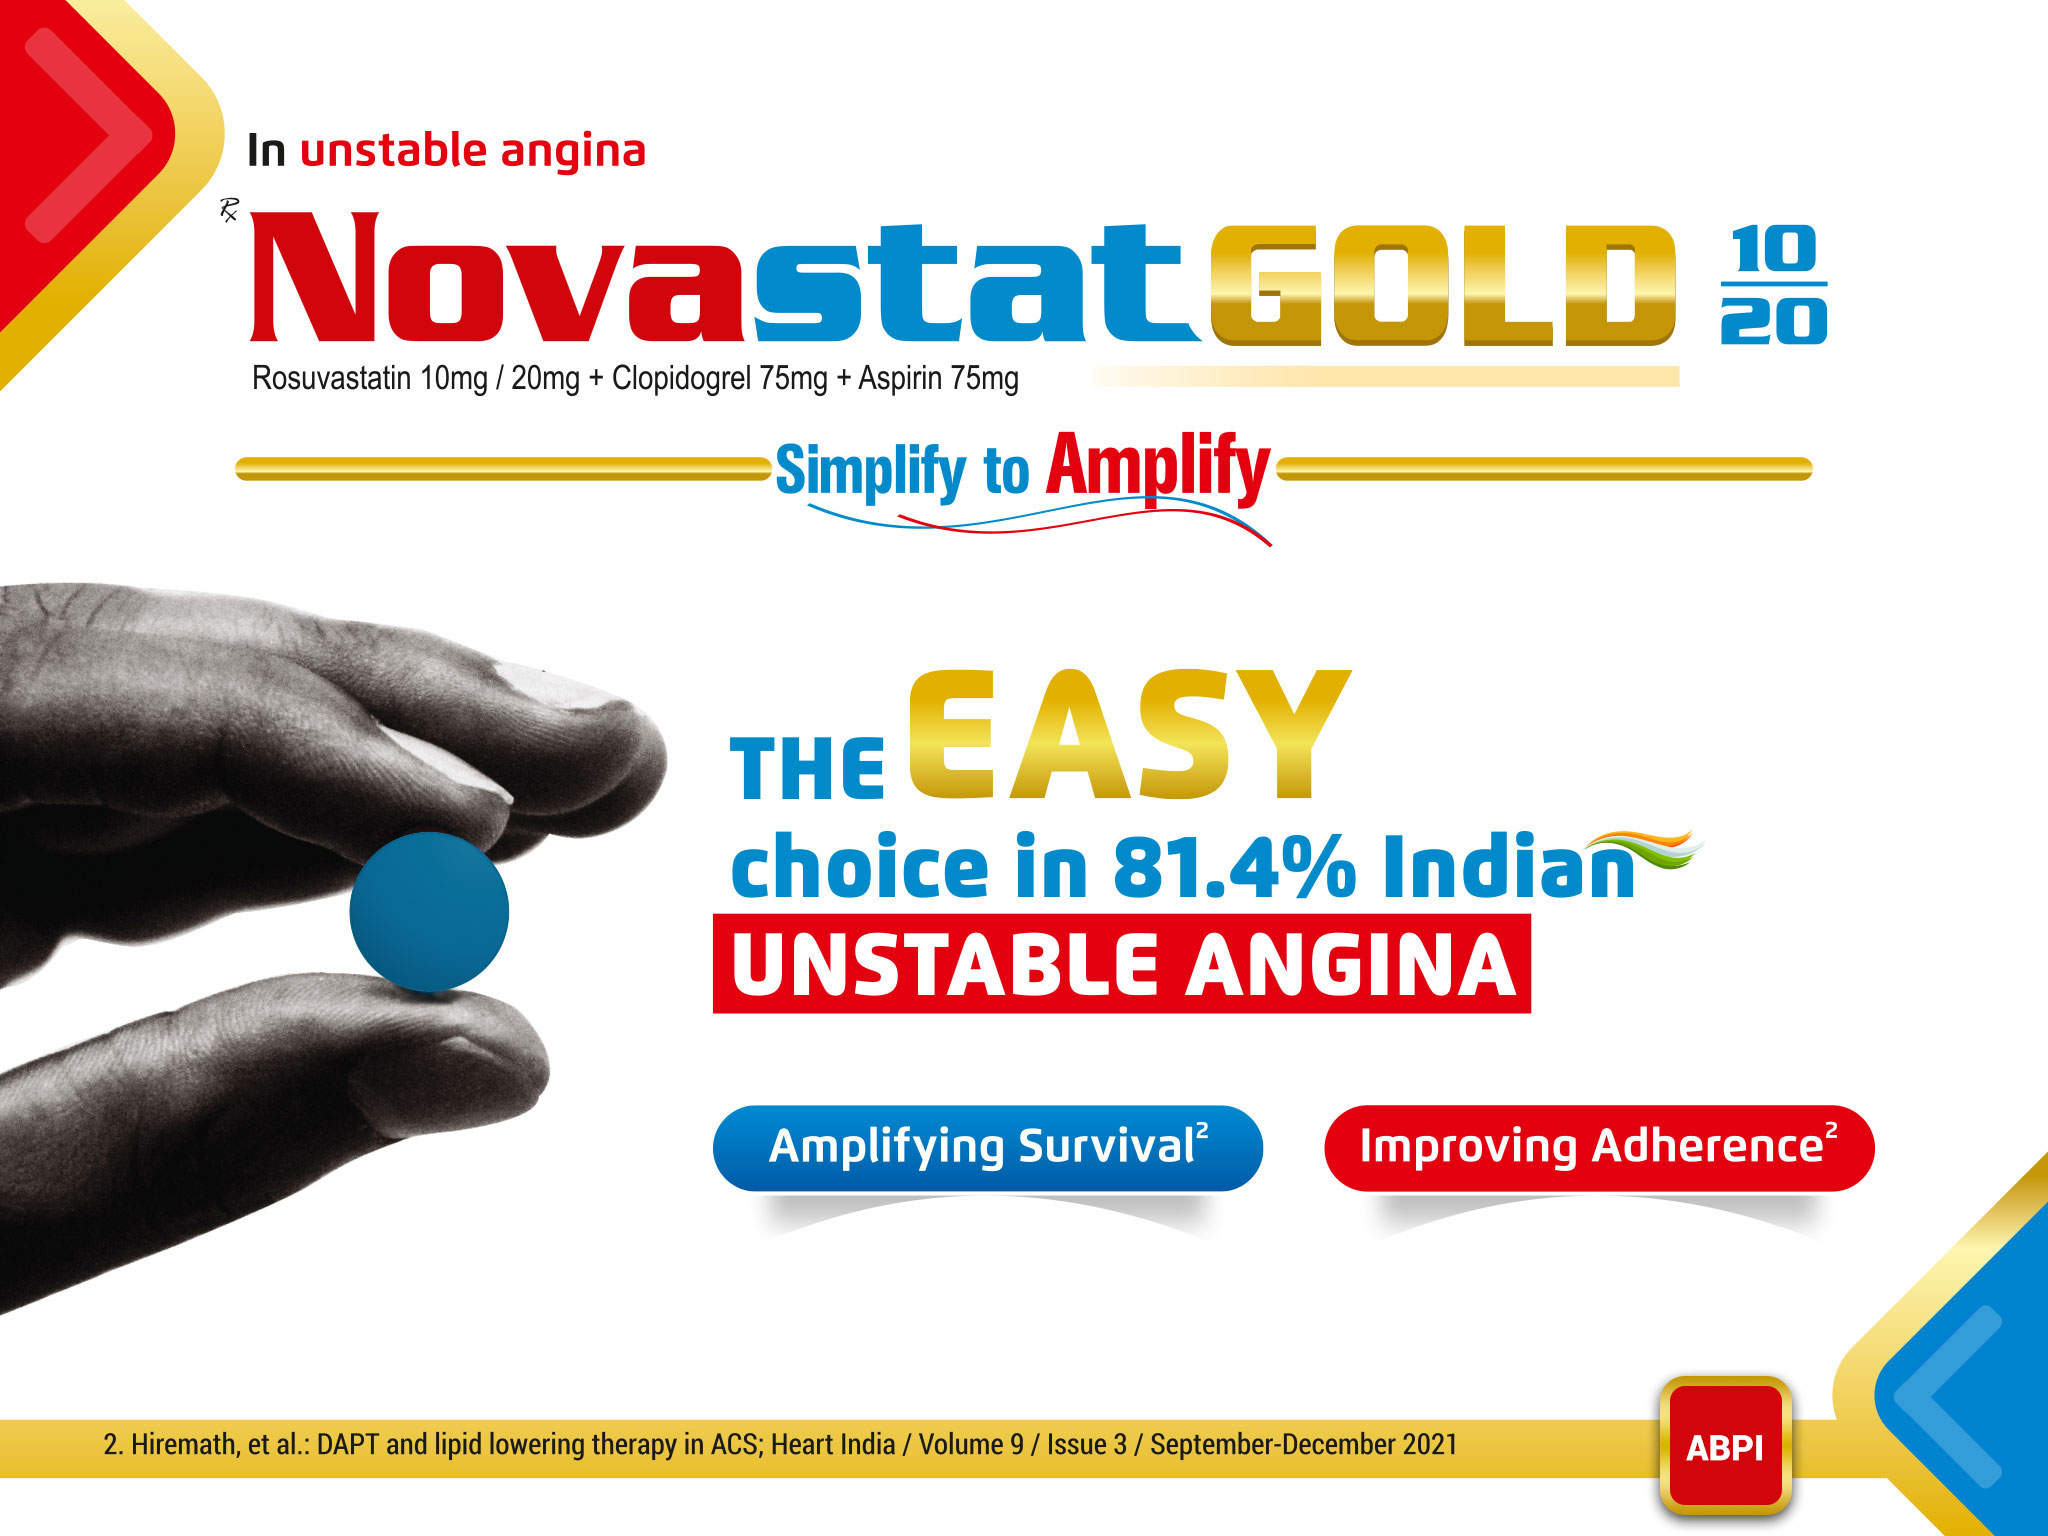 In unstable angina
Rx
NovastatGOLD 10/20
Rosuvastatin 10mg / 20mg + Clopidogrel 75mg + Aspirin 75mg
Simplify to Amplify
THE EASY
choice in 81.4% Indian
UNSTABLE ANGINA
Amplifying Survival² Improving Adherence²
2. Hiremath, et al.: DAPT and lipid lowering therapy in ACS; Heart India / Volume 9 / Issue 3 / September-December 2021
ABPI